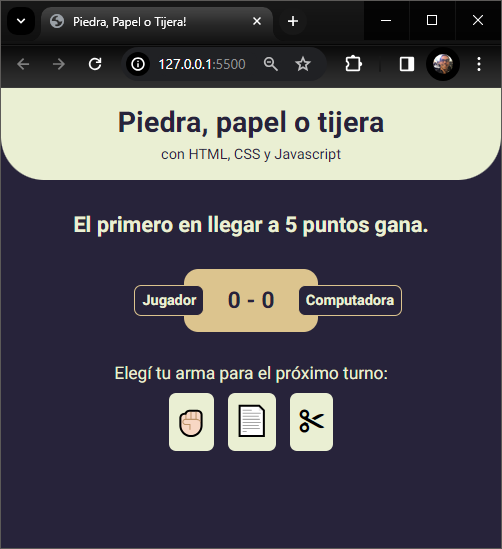 Piedra, Papel o Tijera!
127.0.0.1:5500
Piedra, papel o tijera
con HTML, CSS y Javascript
El primero en llegar a 5 puntos gana.
Jugador 0 - 0 Computadora
Elegí tu arma para el próximo turno: